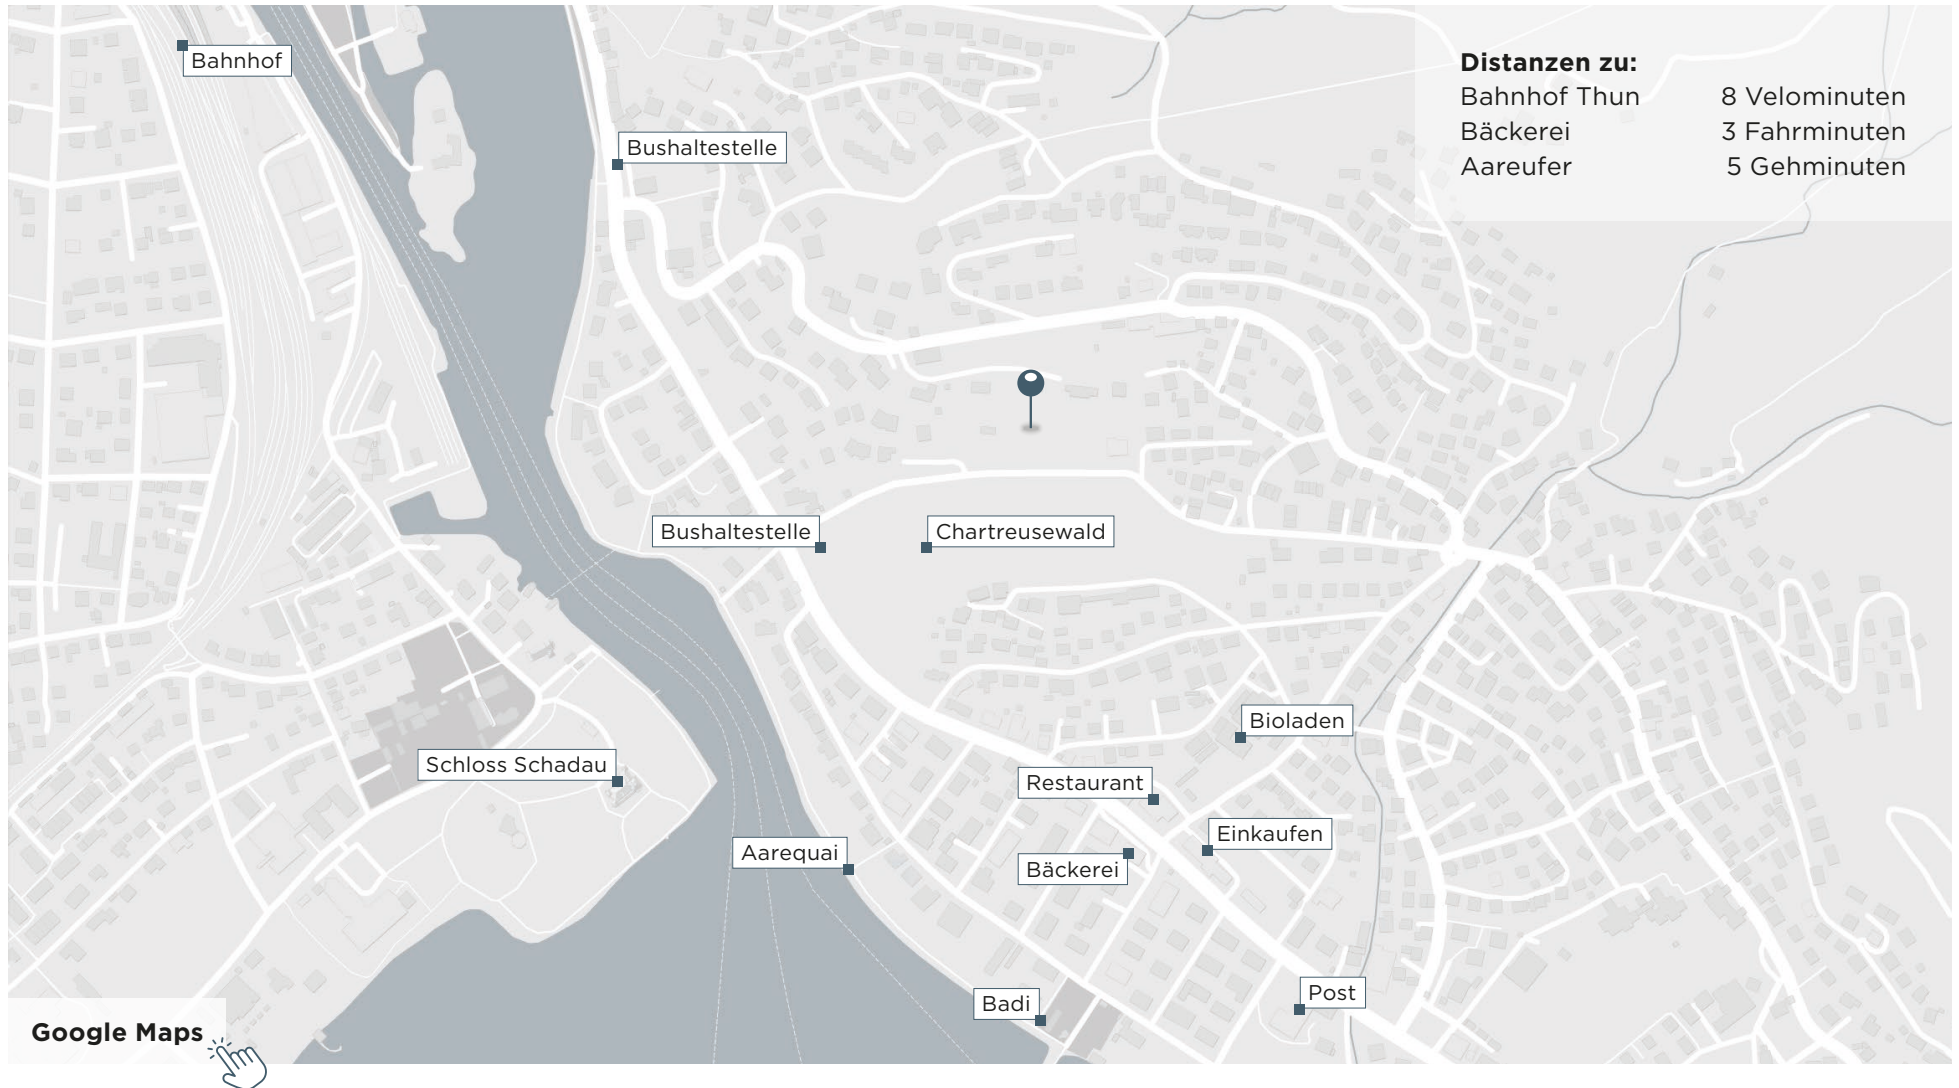 Bahnhof
Distanzen zu:
Bahnhof Thun 8 Velominuten
Bäckerei 3 Fahrminuten
Aareufer 5 Gehminuten
Bushaltestelle
Bushaltestelle
Chartreusewald
Bioladen
Schloss Schadau
Restaurant
Einkaufen
Aarequai
Bäckerei
Post
Badi
Google Maps